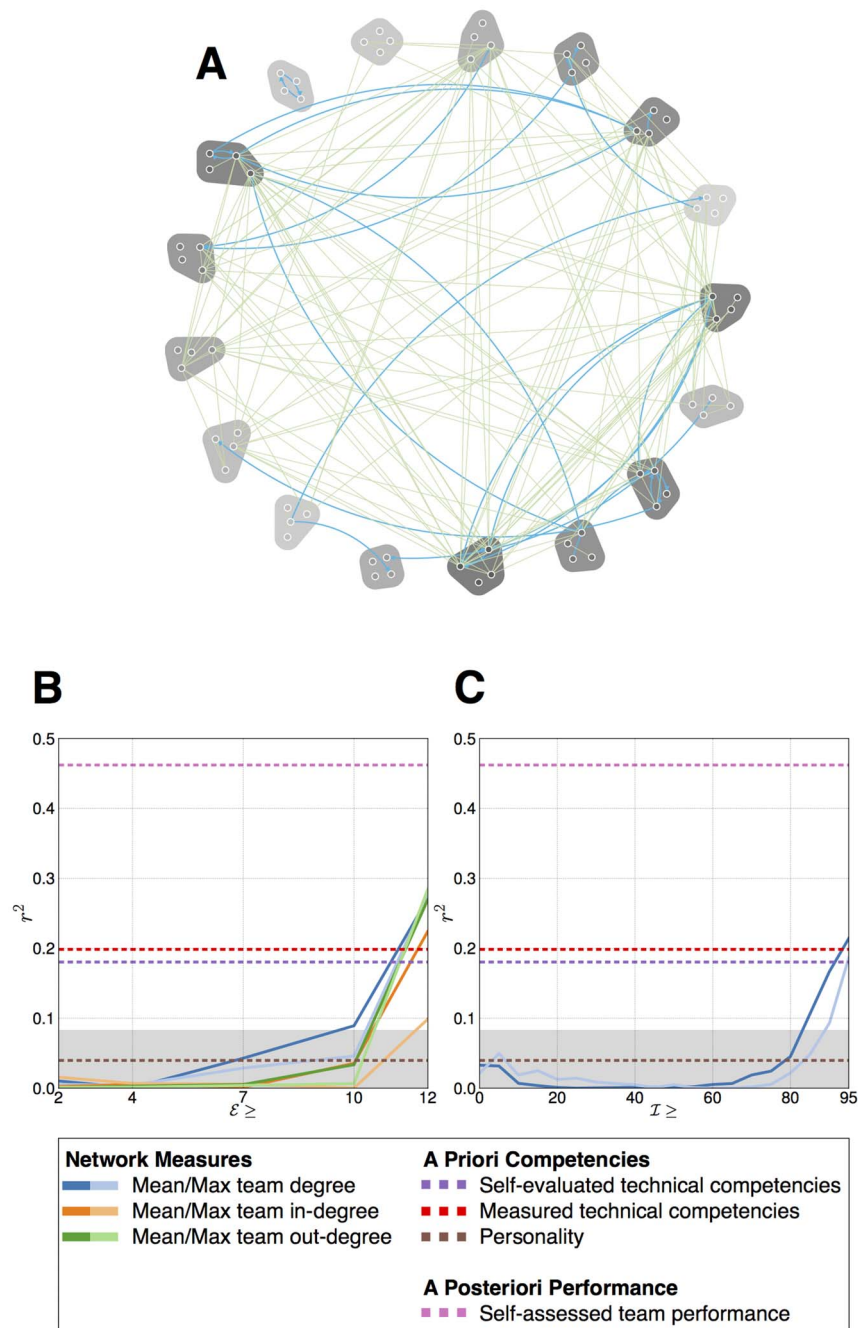 A
B
C
0.5
0.4
0.3
0.2
0.1
0.0
r²
2
4
7
10
12
ℰ ≥
0.5
0.4
0.3
0.2
0.1
0.0
r²
0
20
40
60
80
95
ℐ ≥
Network Measures
Mean/Max team degree
Mean/Max team in-degree
Mean/Max team out-degree
A Priori Competencies
Self-evaluated technical competencies
Measured technical competencies
Personality
A Posteriori Performance
Self-assessed team performance